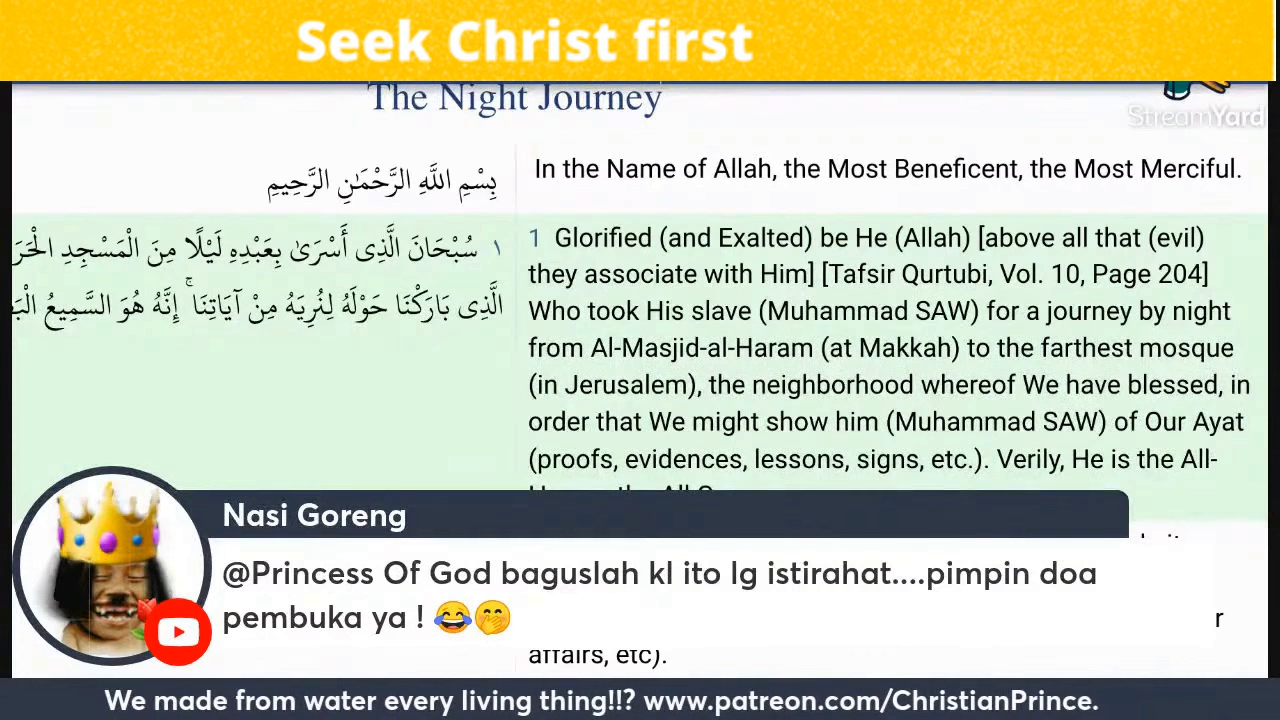 Seek Christ first
The Night Journey
StreamYard
بِسْمِ اللَّهِ الرَّحْمَٰنِ الرَّحِيمِ
In the Name of Allah, the Most Beneficent, the Most Merciful.
١ سُبْحَانَ الَّذِى أَسْرَىٰ بِعَبْدِهِ لَيْلًا مِنَ الْمَسْجِدِ
الَّذِى بَارَكْنَا حَوْلَهُ لِنُرِيَهُ مِنْ آيَاتِنَا ۚ إِنَّهُ هُوَ السَّمِيعُ
1 Glorified (and Exalted) be He (Allah) [above all that (evil)
they associate with Him] [Tafsir Qurtubi, Vol. 10, Page 204]
Who took His slave (Muhammad SAW) for a journey by night
from Al-Masjid-al-Haram (at Makkah) to the farthest mosque
(in Jerusalem), the neighborhood whereof We have blessed, in
order that We might show him (Muhammad SAW) of Our Ayat
(proofs, evidences, lessons, signs, etc.). Verily, He is the All-
Nasi Goreng
@Princess Of God baguslah kl ito lg istirahat....pimpin doa
pembuka ya ! 😂🤭
affairs, etc).
We made from water every living thing!!? www.patreon.com/ChristianPrince.